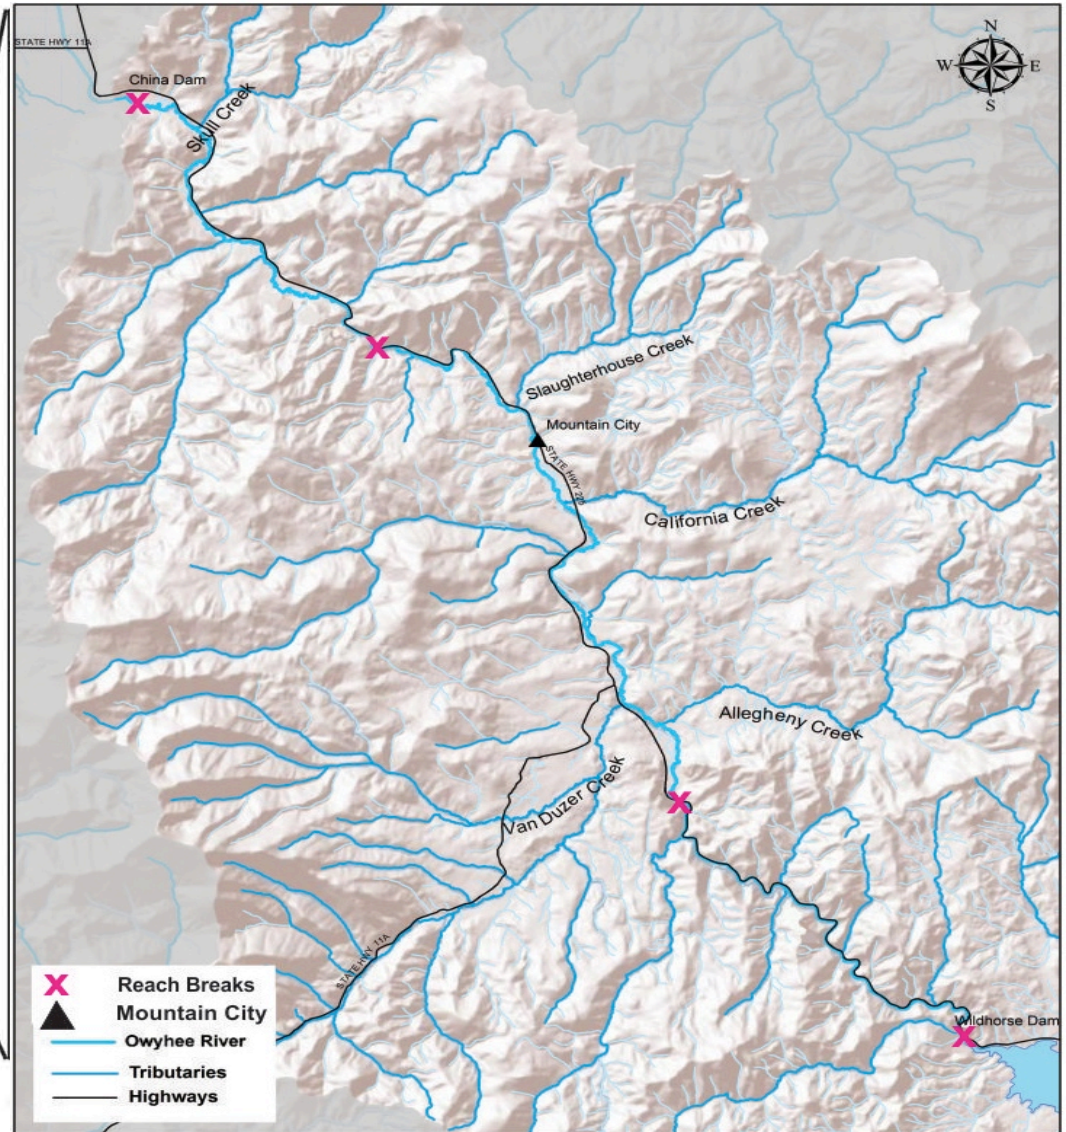 N
W E
S
STATE HWY 11A
China Dam
Skull Creek
Slaughterhouse Creek
Mountain City
STATE HWY 225
California Creek
Allegheny Creek
Van Duzer Creek
STATE HWY 11A
Wildhorse Dam
X Reach Breaks
Mountain City
Owyhee River
Tributaries
Highways